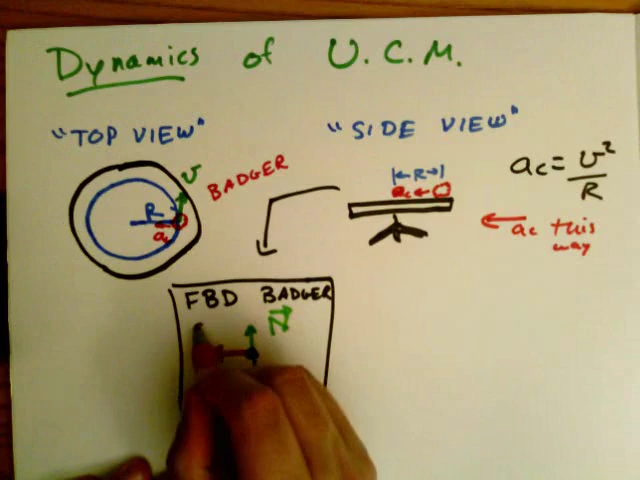 Dynamics of U.C.M.
"TOP VIEW"
"SIDE VIEW"
v
BADGER
R
ac
R
ac
ac = v²/R
ac this
way
FBD BADGER
N